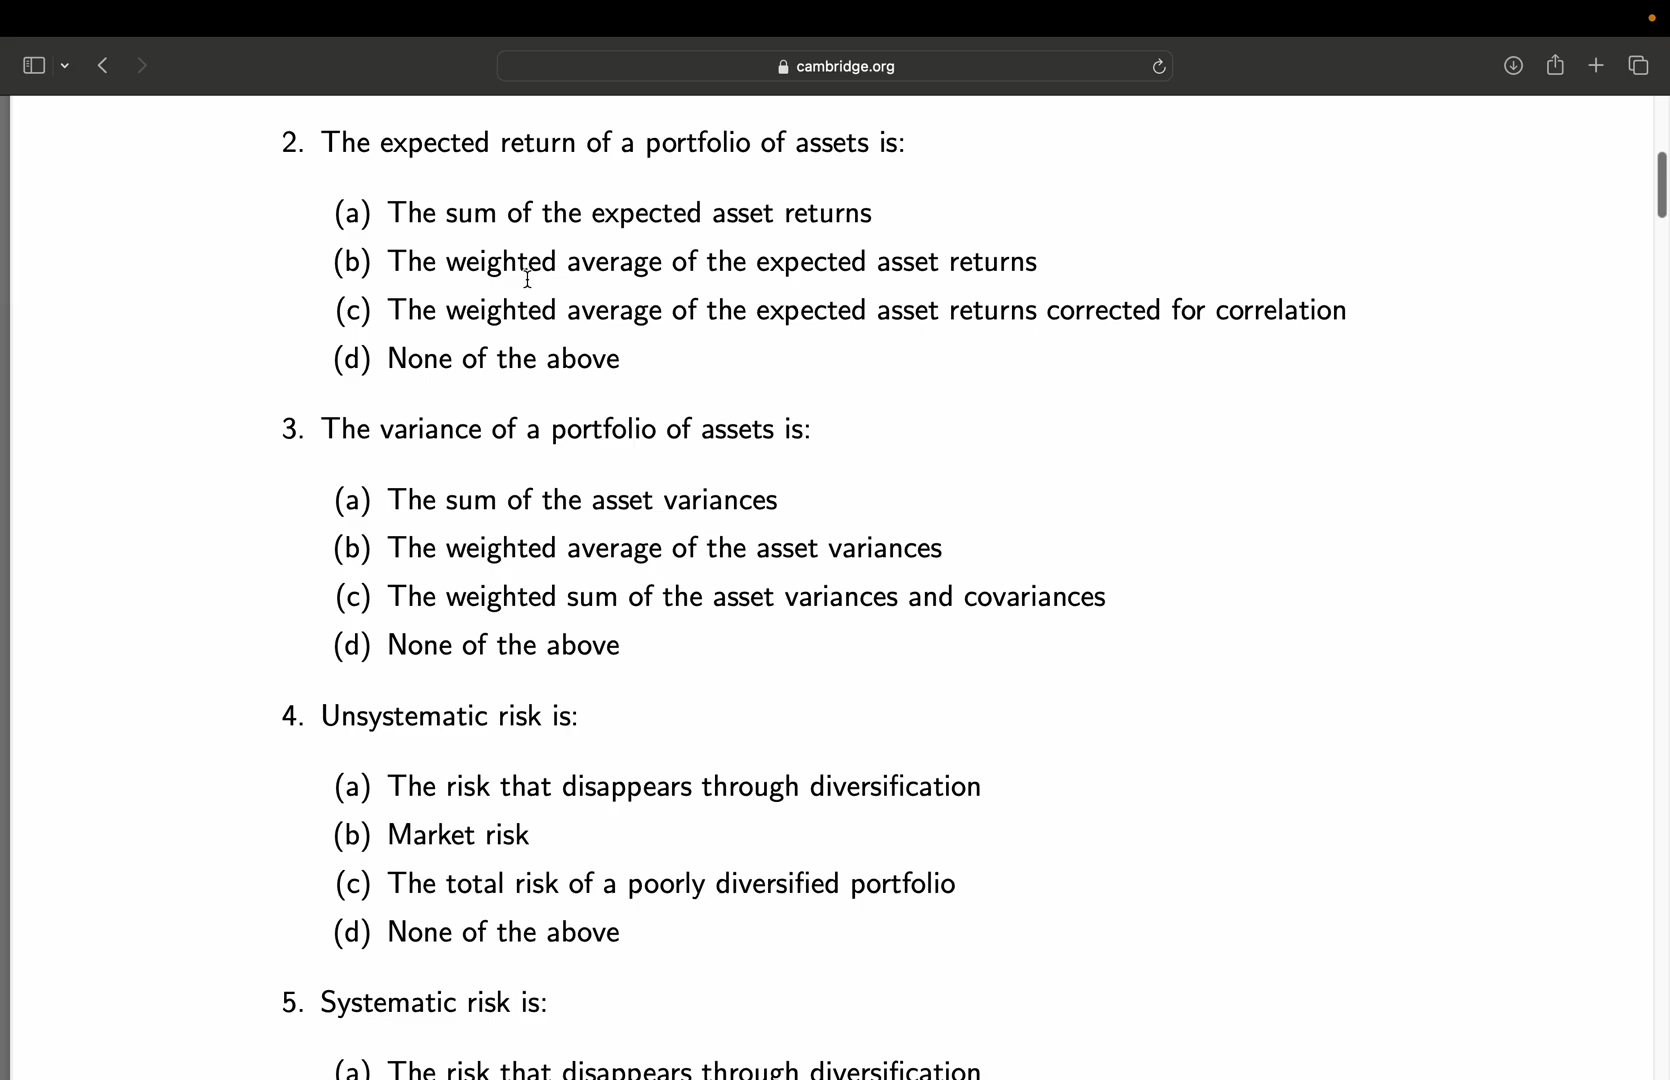 cambridge.org
2. The expected return of a portfolio of assets is:
(a) The sum of the expected asset returns
(b) The weighted average of the expected asset returns
(c) The weighted average of the expected asset returns corrected for correlation
(d) None of the above
3. The variance of a portfolio of assets is:
(a) The sum of the asset variances
(b) The weighted average of the asset variances
(c) The weighted sum of the asset variances and covariances
(d) None of the above
4. Unsystematic risk is:
(a) The risk that disappears through diversification
(b) Market risk
(c) The total risk of a poorly diversified portfolio
(d) None of the above
5. Systematic risk is:
(a) The risk that disappears through diversification